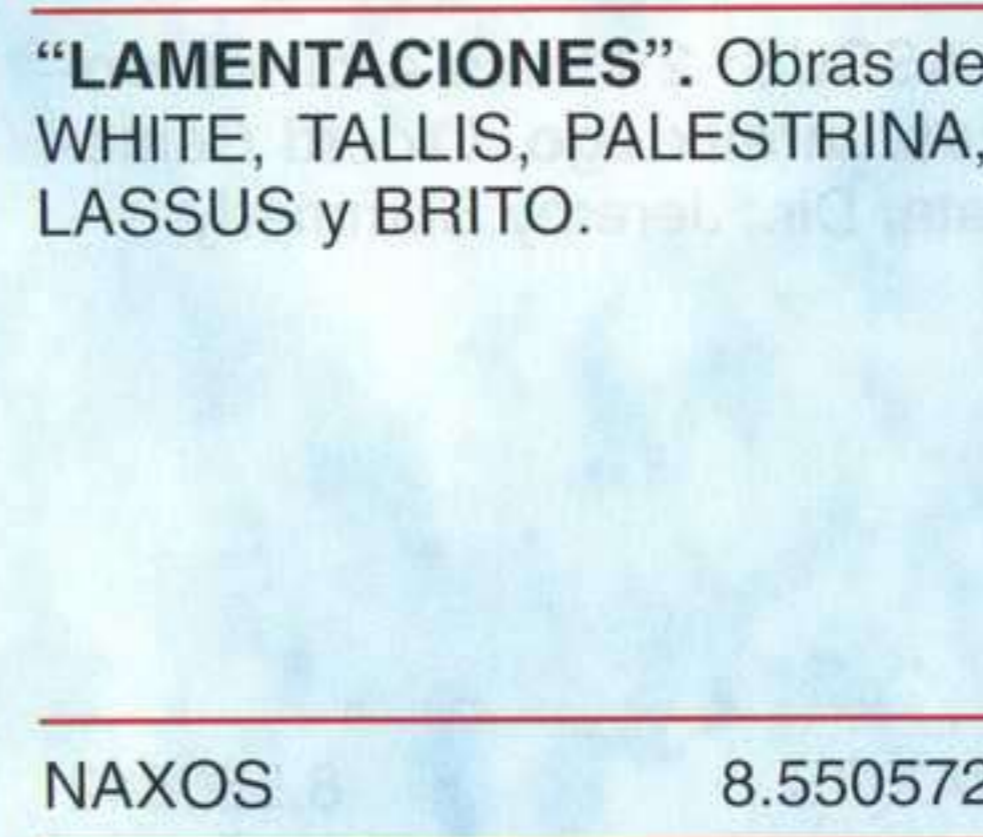 “LAMENTACIONES”. Obras de
WHITE, TALLIS, PALESTRINA,
LASSUS y BRITO.
NAXOS 8.550572